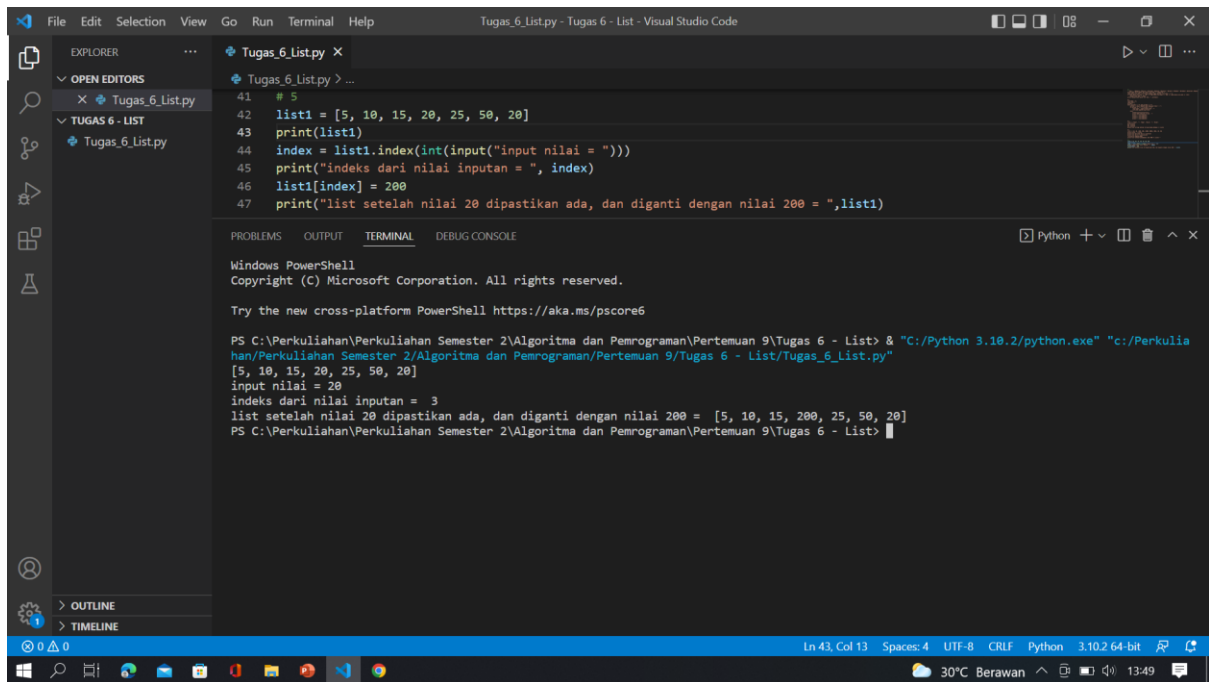 File Edit Selection View Go Run Terminal Help Tugas_6_List.py - Tugas 6 - List - Visual Studio Code
EXPLORER ···
Tugas_6_List.py
OPEN EDITORS
Tugas_6_List.py
TUGAS 6 - LIST
Tugas_6_List.py
Tugas_6_List.py > ...
41 # 5
42 list1 = [5, 10, 15, 20, 25, 50, 20]
43 print(list1)
44 index = list1.index(int(input("input nilai = ")))
45 print("indeks dari nilai inputan = ", index)
46 list1[index] = 200
47 print("list setelah nilai 20 dipastikan ada, dan diganti dengan nilai 200 = ",list1)
PROBLEMS OUTPUT TERMINAL DEBUG CONSOLE Python
Windows PowerShell
Copyright (C) Microsoft Corporation. All rights reserved.
Try the new cross-platform PowerShell https://aka.ms/pscore6
PS C:\Perkuliahan\Perkuliahan Semester 2\Algoritma dan Pemrograman\Pertemuan 9\Tugas 6 - List> & "C:/Python 3.10.2/python.exe" "c:/Perkulia
han/Perkuliahan Semester 2/Algoritma dan Pemrograman/Pertemuan 9/Tugas 6 - List/Tugas_6_List.py"
[5, 10, 15, 20, 25, 50, 20]
input nilai = 20
indeks dari nilai inputan =  3
list setelah nilai 20 dipastikan ada, dan diganti dengan nilai 200 =  [5, 10, 15, 200, 25, 50, 20]
PS C:\Perkuliahan\Perkuliahan Semester 2\Algoritma dan Pemrograman\Pertemuan 9\Tugas 6 - List>
OUTLINE
TIMELINE
1
0 0 Ln 43, Col 13 Spaces: 4 UTF-8 CRLF Python 3.10.2 64-bit
30°C Berawan 13:49